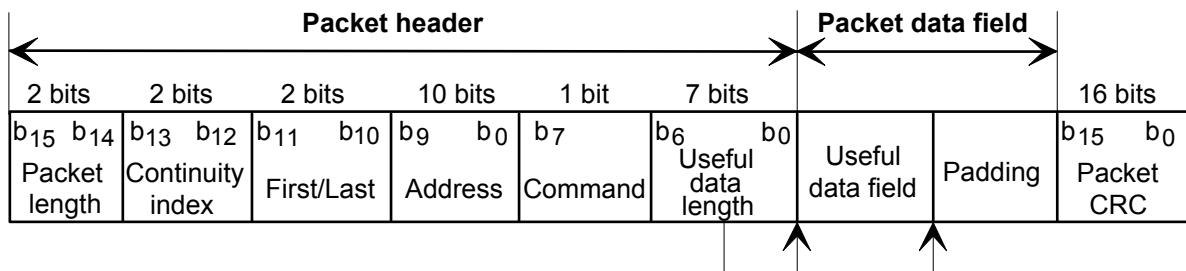 Packet header Packet data field
2 bits 2 bits 2 bits 10 bits 1 bit 7 bits 16 bits
b15 b14 b13 b12 b11 b10 b9 b0 b7 b6 b0 b15 b0
Packet length
Continuity index
First/Last
Address
Command
Useful data length
Useful data field
Padding
Packet CRC